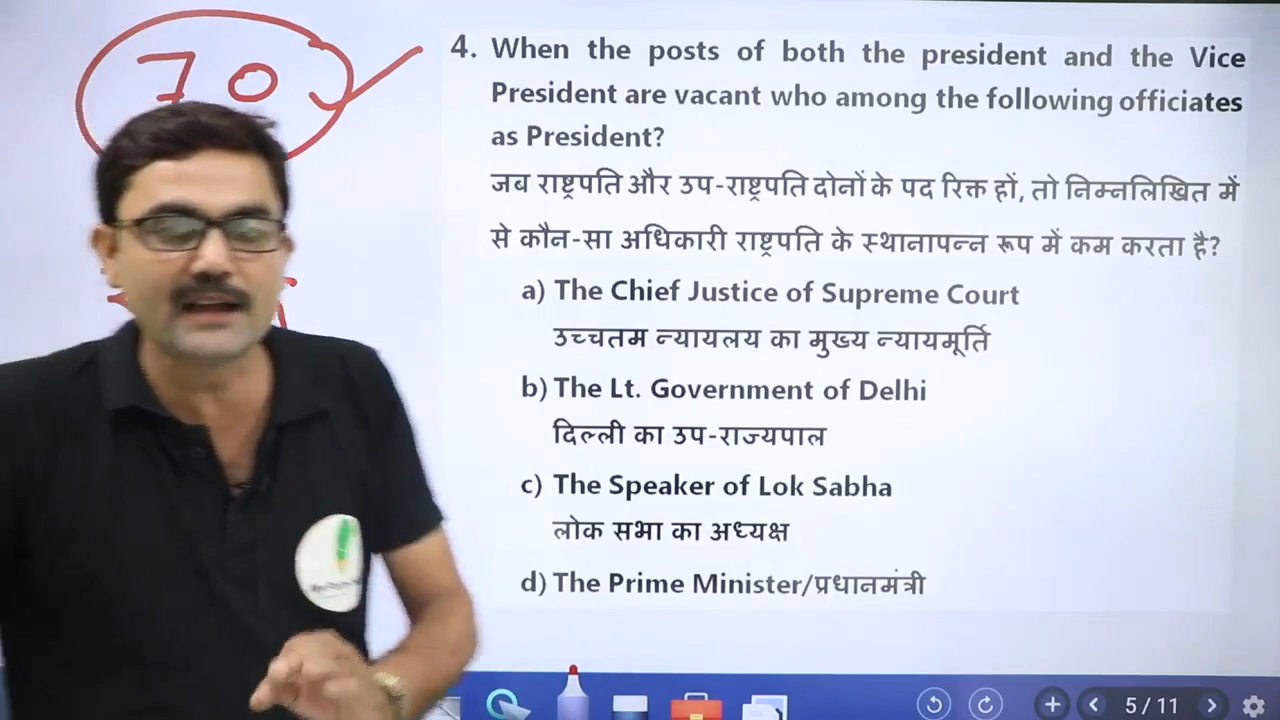 70
4. When the posts of both the president and the Vice
President are vacant who among the following officiates
as President?
जब राष्ट्रपति और उप-राष्ट्रपति दोनों के पद रिक्त हों, तो निम्नलिखित में
से कौन-सा अधिकारी राष्ट्रपति के स्थानापन्न रूप में कम करता है?
a) The Chief Justice of Supreme Court
उच्चतम न्यायलय का मुख्य न्यायमूर्ति
b) The Lt. Government of Delhi
दिल्ली का उप-राज्यपाल
c) The Speaker of Lok Sabha
लोक सभा का अध्यक्ष
d) The Prime Minister/प्रधानमंत्री
5 / 11